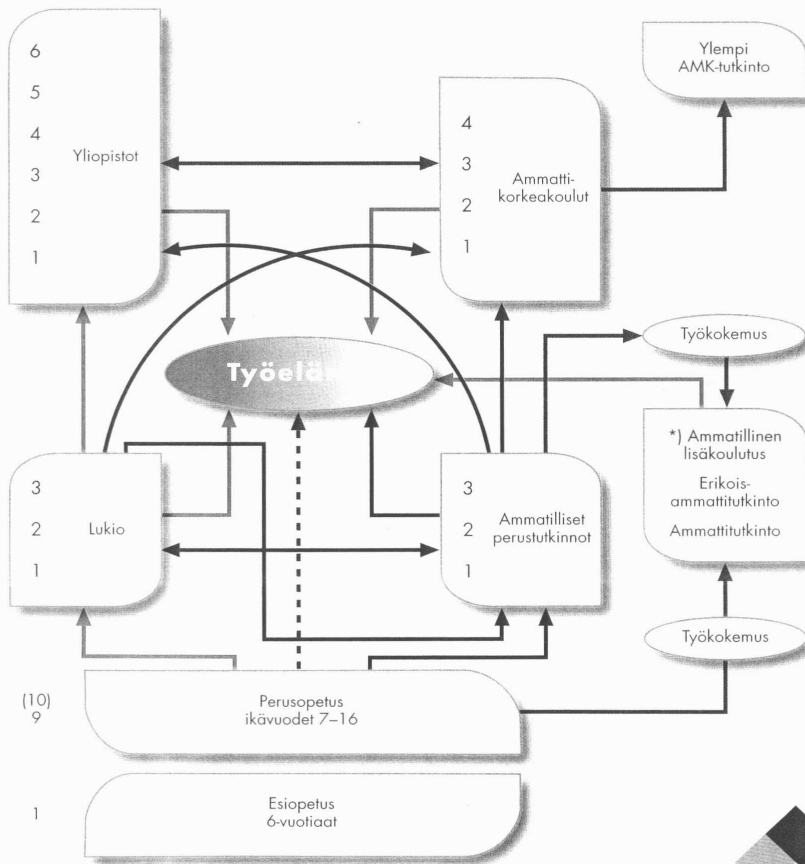 6
5
4
3
2
1
Yliopistot
4
3
2
1
Ammatti-
korkeakoulut
Ylempi
AMK-tutkinto
Työkokemus
Työelä
*) Ammatillinen
lisäkoulutus
Erikois-
ammattitutkinto
Ammattitutkinto
3
2
1
Lukio
3
2
1
Ammatilliset
perustutkinnot
Työkokemus
(10)
9
Perusopetus
ikävuodet 7–16
1
Esiopetus
6-vuotiaat